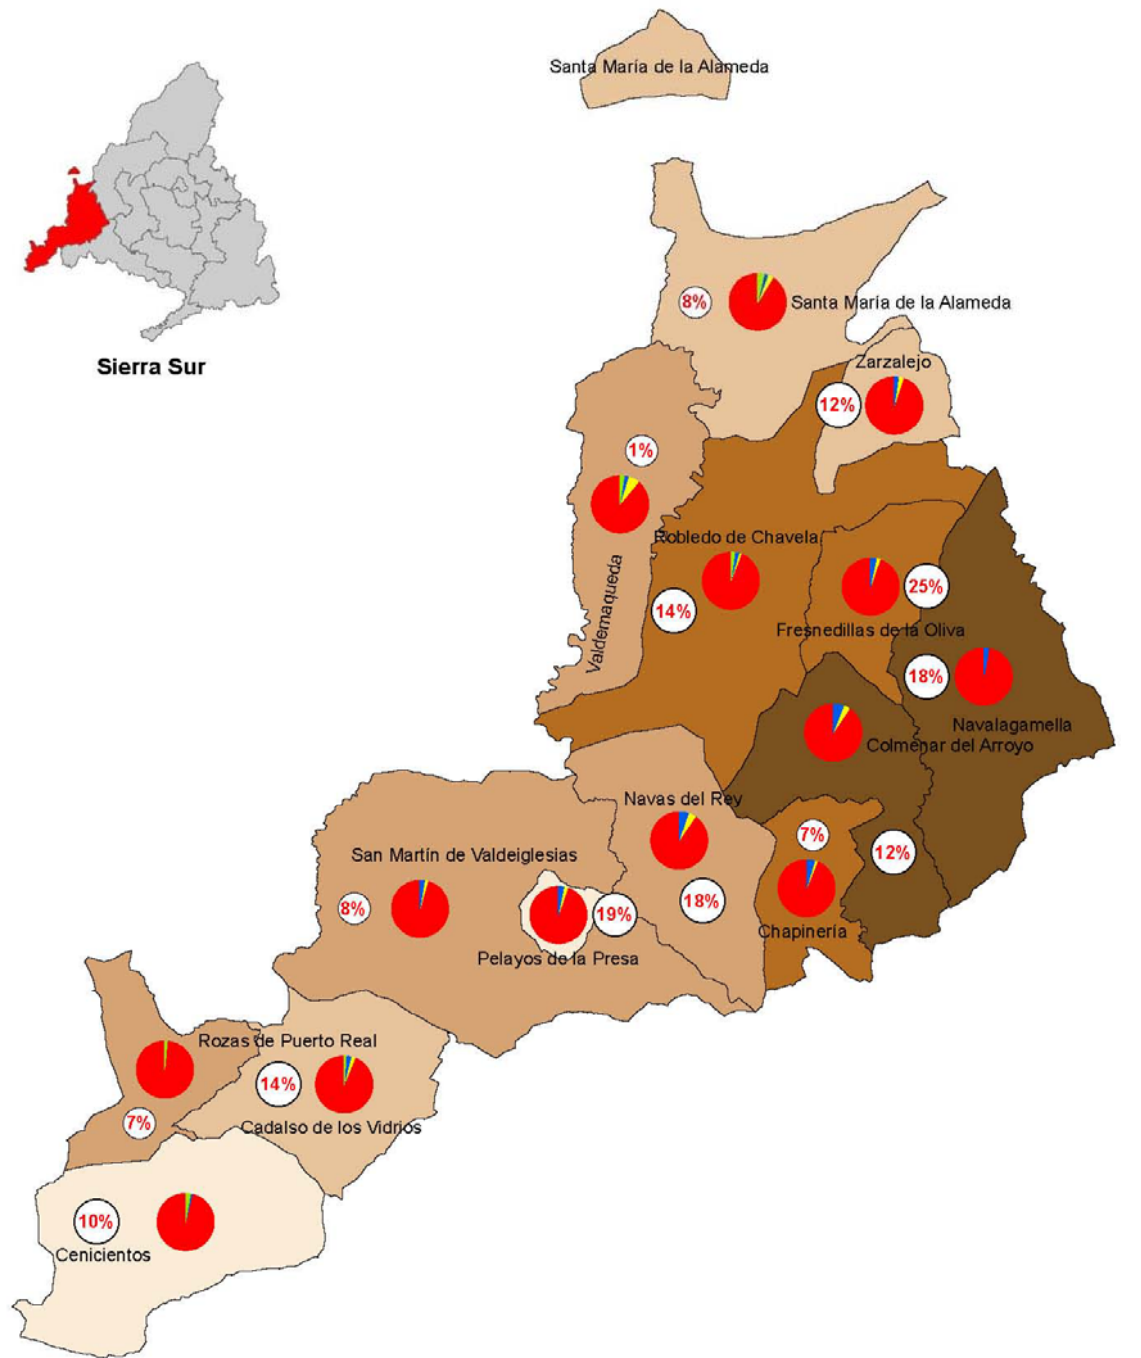 Santa María de la Alameda
Sierra Sur
8%
Santa María de la Alameda
Zarzalejo
12%
1%
Robledo de Chavela
14%
25%
Fresnedillas de la Oliva
Valdemaqueda
18%
Navalagamella
Colmenar del Arroyo
Navas del Rey
7%
12%
San Martín de Valdeiglesias
8%
19%
18%
Chapinería
Pelayos de la Presa
Rozas de Puerto Real
14%
7%
Cadalso de los Vidrios
10%
Cenicientos